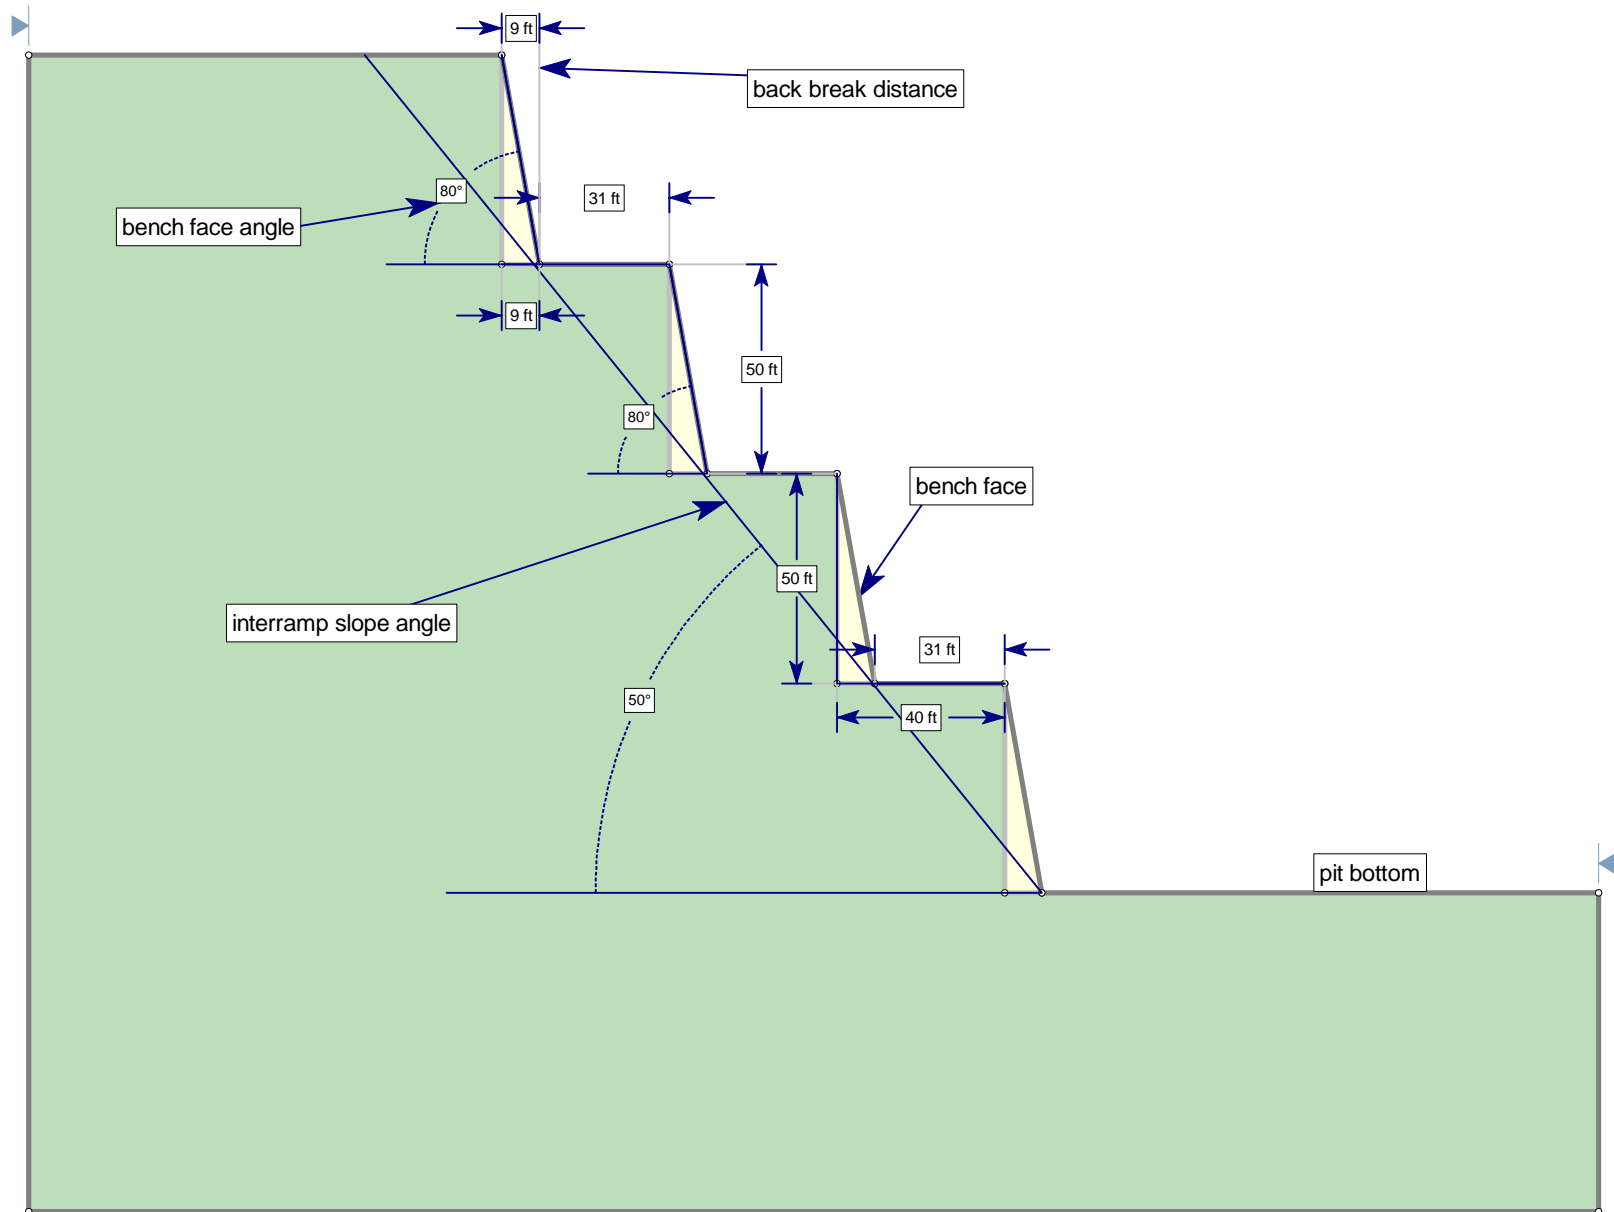 9 ft
back break distance
80°
31 ft
bench face angle
9 ft
50 ft
80°
bench face
50 ft
interramp slope angle
31 ft
50°
40 ft
pit bottom